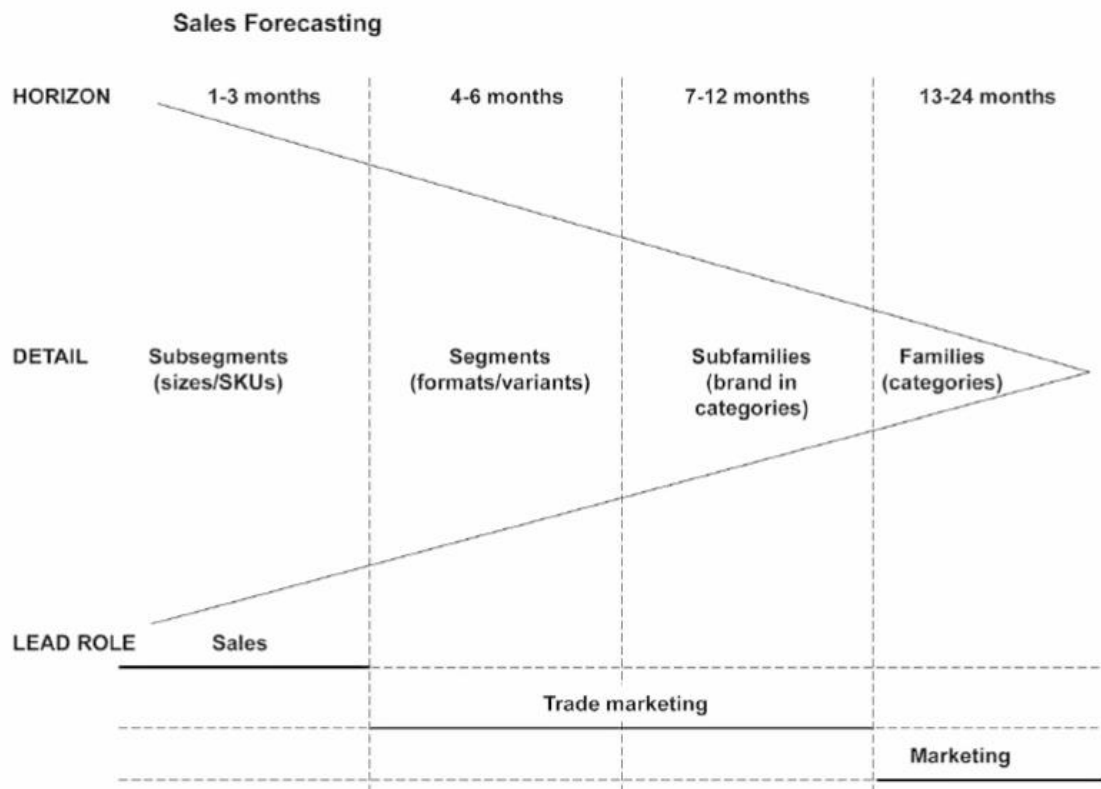 Sales Forecasting
HORIZON 1-3 months 4-6 months 7-12 months 13-24 months
DETAIL Subsegments Segments Subfamilies Families
(sizes/SKUs) (formats/variants) (brand in (categories)
categories)
LEAD ROLE Sales
Trade marketing
Marketing